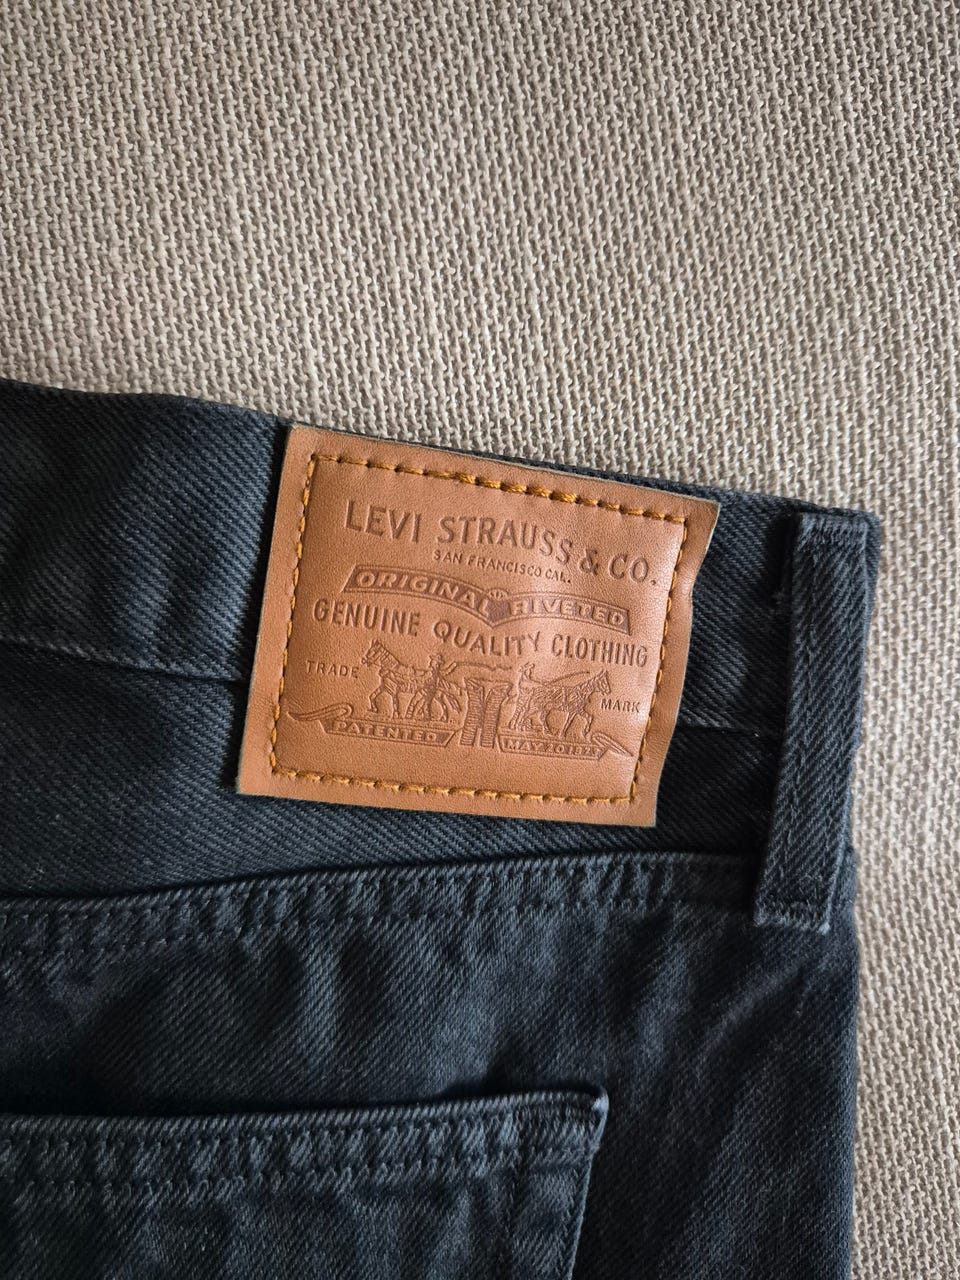 LEVI STRAUSS & CO.
SAN FRANCISCO CAL.
ORIGINAL RIVETED
GENUINE QUALITY CLOTHING
TRADE MARK
PATENTED MAY 20 1873